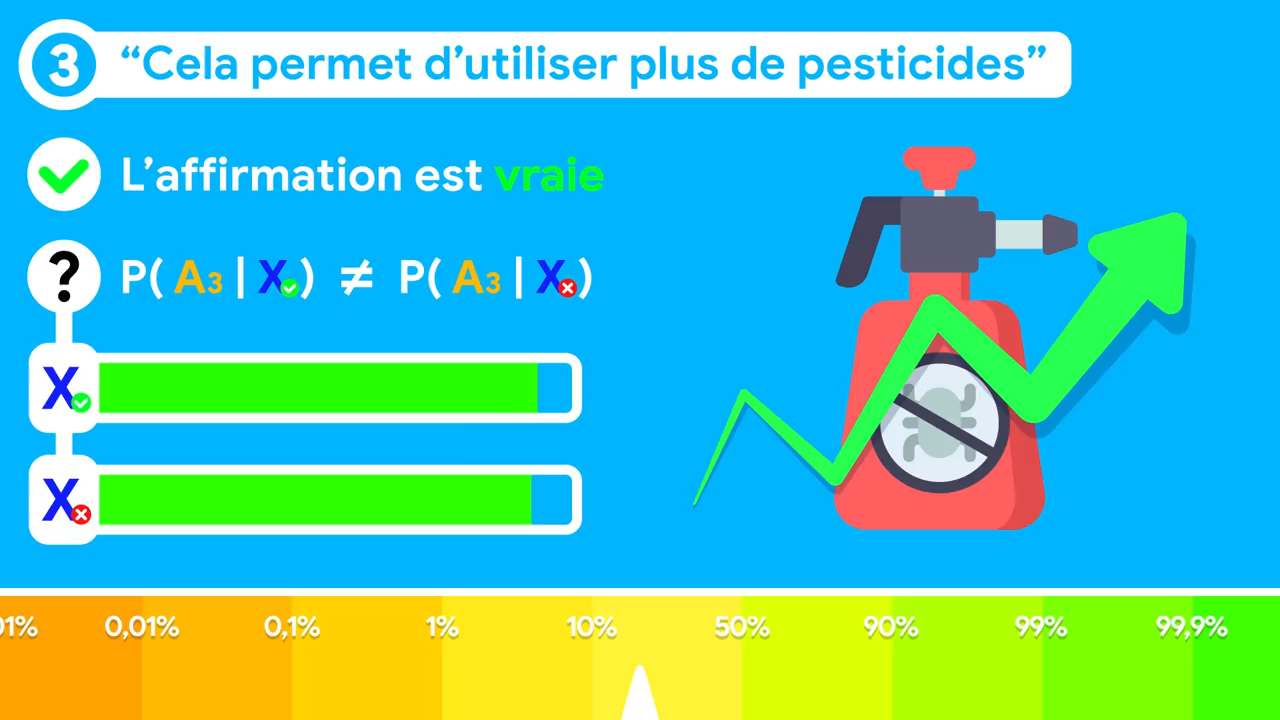 3 “Cela permet d’utiliser plus de pesticides”
L’affirmation est vraie
? P( A3 | X ) ≠ P( A3 | X )
X
X
01% 0,01% 0,1% 1% 10% 50% 90% 99% 99,9%